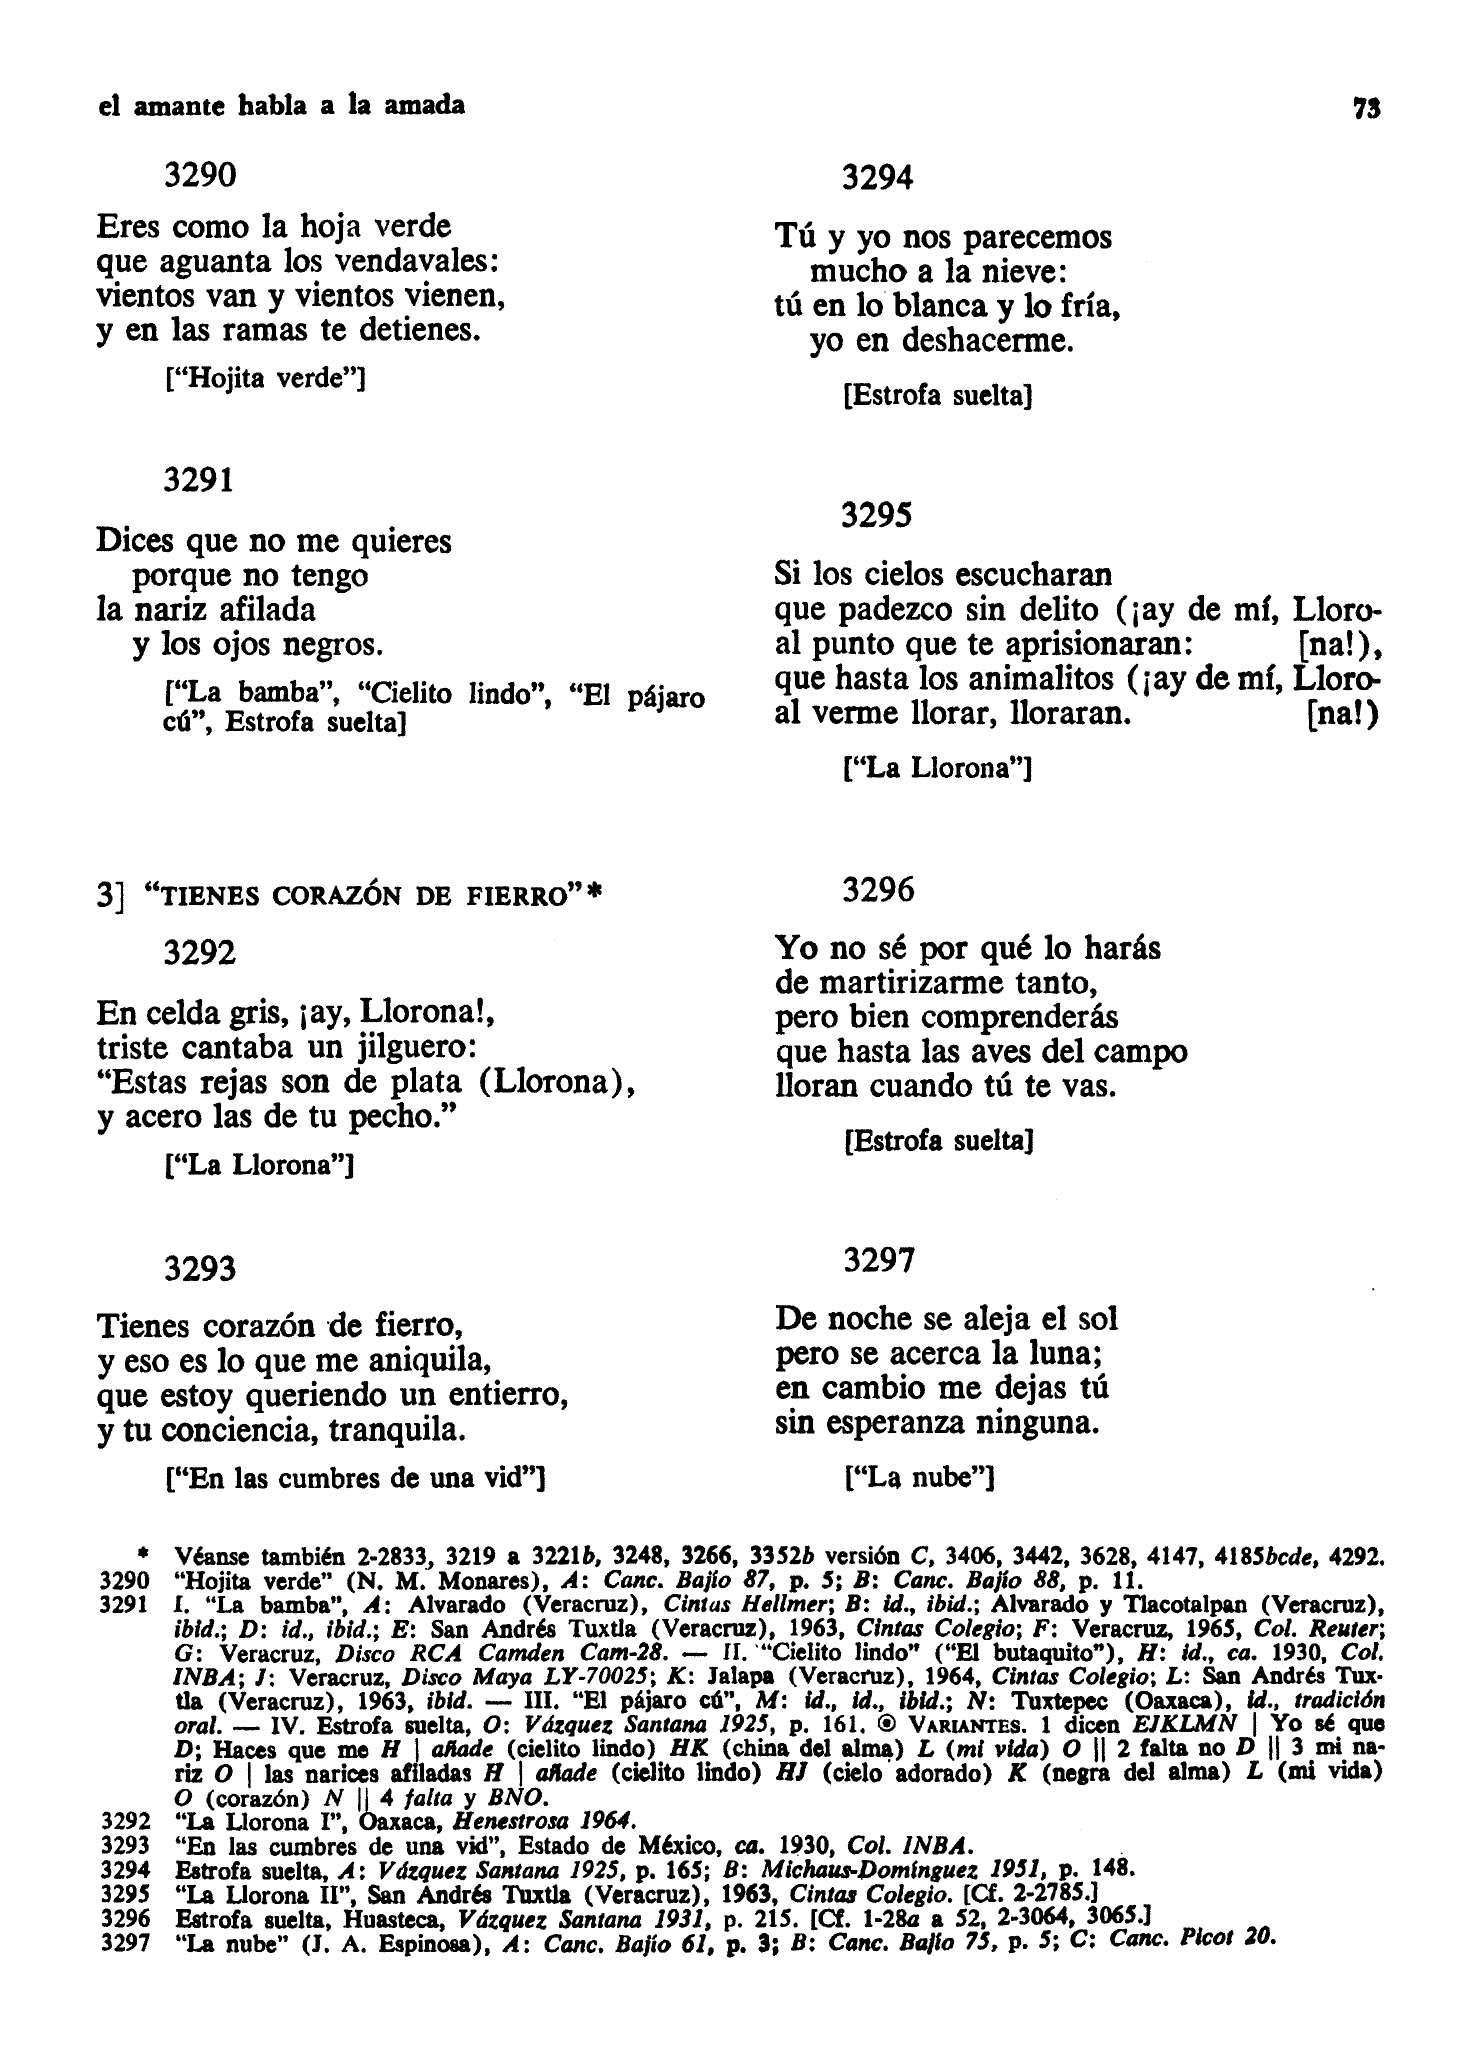 el amante habla a la amada 73
3290
Eres como la hoja verde
que aguanta los vendavales:
vientos van y vientos vienen,
y en las ramas te detienes.
[“Hojita verde”]
3291
Dices que no me quieres
porque no tengo
la nariz afilada
y los ojos negros.
[“La bamba”, “Cielito lindo”, “El pájaro
cú”, Estrofa suelta]
3] “TIENES CORAZÓN DE FIERRO”*
3292
En celda gris, ¡ay, Llorona!,
triste cantaba un jilguero:
“Estas rejas son de plata (Llorona),
y acero las de tu pecho.”
[“La Llorona”]
3293
Tienes corazón de fierro,
y eso es lo que me aniquila,
que estoy queriendo un entierro,
y tu conciencia, tranquila.
[“En las cumbres de una vid”]
3294
Tú y yo nos parecemos
mucho a la nieve:
tú en lo blanca y lo fría,
yo en deshacerme.
[Estrofa suelta]
3295
Si los cielos escucharan
que padezco sin delito (¡ay de mí, Lloro-
al punto que te aprisionaran: [na!),
que hasta los animalitos (¡ay de mí, Lloro-
al verme llorar, lloraran. [na!)
[“La Llorona”]
3296
Yo no sé por qué lo harás
de martirizarme tanto,
pero bien comprenderás
que hasta las aves del campo
lloran cuando tú te vas.
[Estrofa suelta]
3297
De noche se aleja el sol
pero se acerca la luna;
en cambio me dejas tú
sin esperanza ninguna.
[“La nube”]
* Véanse también 2-2833, 3219 a 3221b, 3248, 3266, 3352b versión C, 3406, 3442, 3628, 4147, 4185bcde, 4292.
3290 “Hojita verde” (N. M. Monares), A: Canc. Bajío 87, p. 5; B: Canc. Bajío 88, p. 11.
3291 I. “La bamba”, A: Alvarado (Veracruz), Cintas Hellmer; B: id., ibid.; Alvarado y Tlacotalpan (Veracruz),
ibid.; D: id., ibid.; E: San Andrés Tuxtla (Veracruz), 1963, Cintas Colegio; F: Veracruz, 1965, Col. Reuter;
G: Veracruz, Disco RCA Camden Cam-28. — II. “Cielito lindo” (“El butaquito”), H: id., ca. 1930, Col.
INBA; J: Veracruz, Disco Maya LY-70025; K: Jalapa (Veracruz), 1964, Cintas Colegio; L: San Andrés Tux-
tla (Veracruz), 1963, ibid. — III. “El pájaro cú”, M: id., id., ibid.; N: Tuxtepec (Oaxaca), id., tradición
oral. — IV. Estrofa suelta, O: Vázquez Santana 1925, p. 161. ® VARIANTES. 1 dicen EJKLMN | Yo sé que
D; Haces que me H | añade (cielito lindo) HK (china del alma) L (mi vida) O || 2 falta no D || 3 mi na-
riz O | las narices afiladas H | añade (cielito lindo) HJ (cielo adorado) K (negra del alma) L (mi vida)
O (corazón) N || 4 falta y BNO.
3292 “La Llorona I”, Oaxaca, Henestrosa 1964.
3293 “En las cumbres de una vid”, Estado de México, ca. 1930, Col. INBA.
3294 Estrofa suelta, A: Vázquez Santana 1925, p. 165; B: Michaus-Domínguez 1951, p. 148.
3295 “La Llorona II”, San Andrés Tuxtla (Veracruz), 1963, Cintas Colegio. [Cf. 2-2785.]
3296 Estrofa suelta, Huasteca, Vázquez Santana 1931, p. 215. [Cf. 1-28a a 52, 2-3064, 3065.]
3297 “La nube” (J. A. Espinosa), A: Canc. Bajío 61, p. 3; B: Canc. Bajío 75, p. 5; C: Canc. Picot 20.